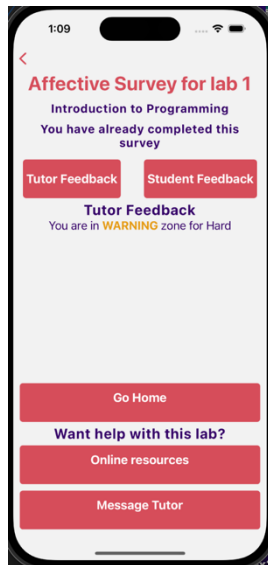 1:09
Affective Survey for lab 1
Introduction to Programming
You have already completed this
survey
Tutor Feedback
Student Feedback
Tutor Feedback
You are in WARNING zone for Hard
Go Home
Want help with this lab?
Online resources
Message Tutor